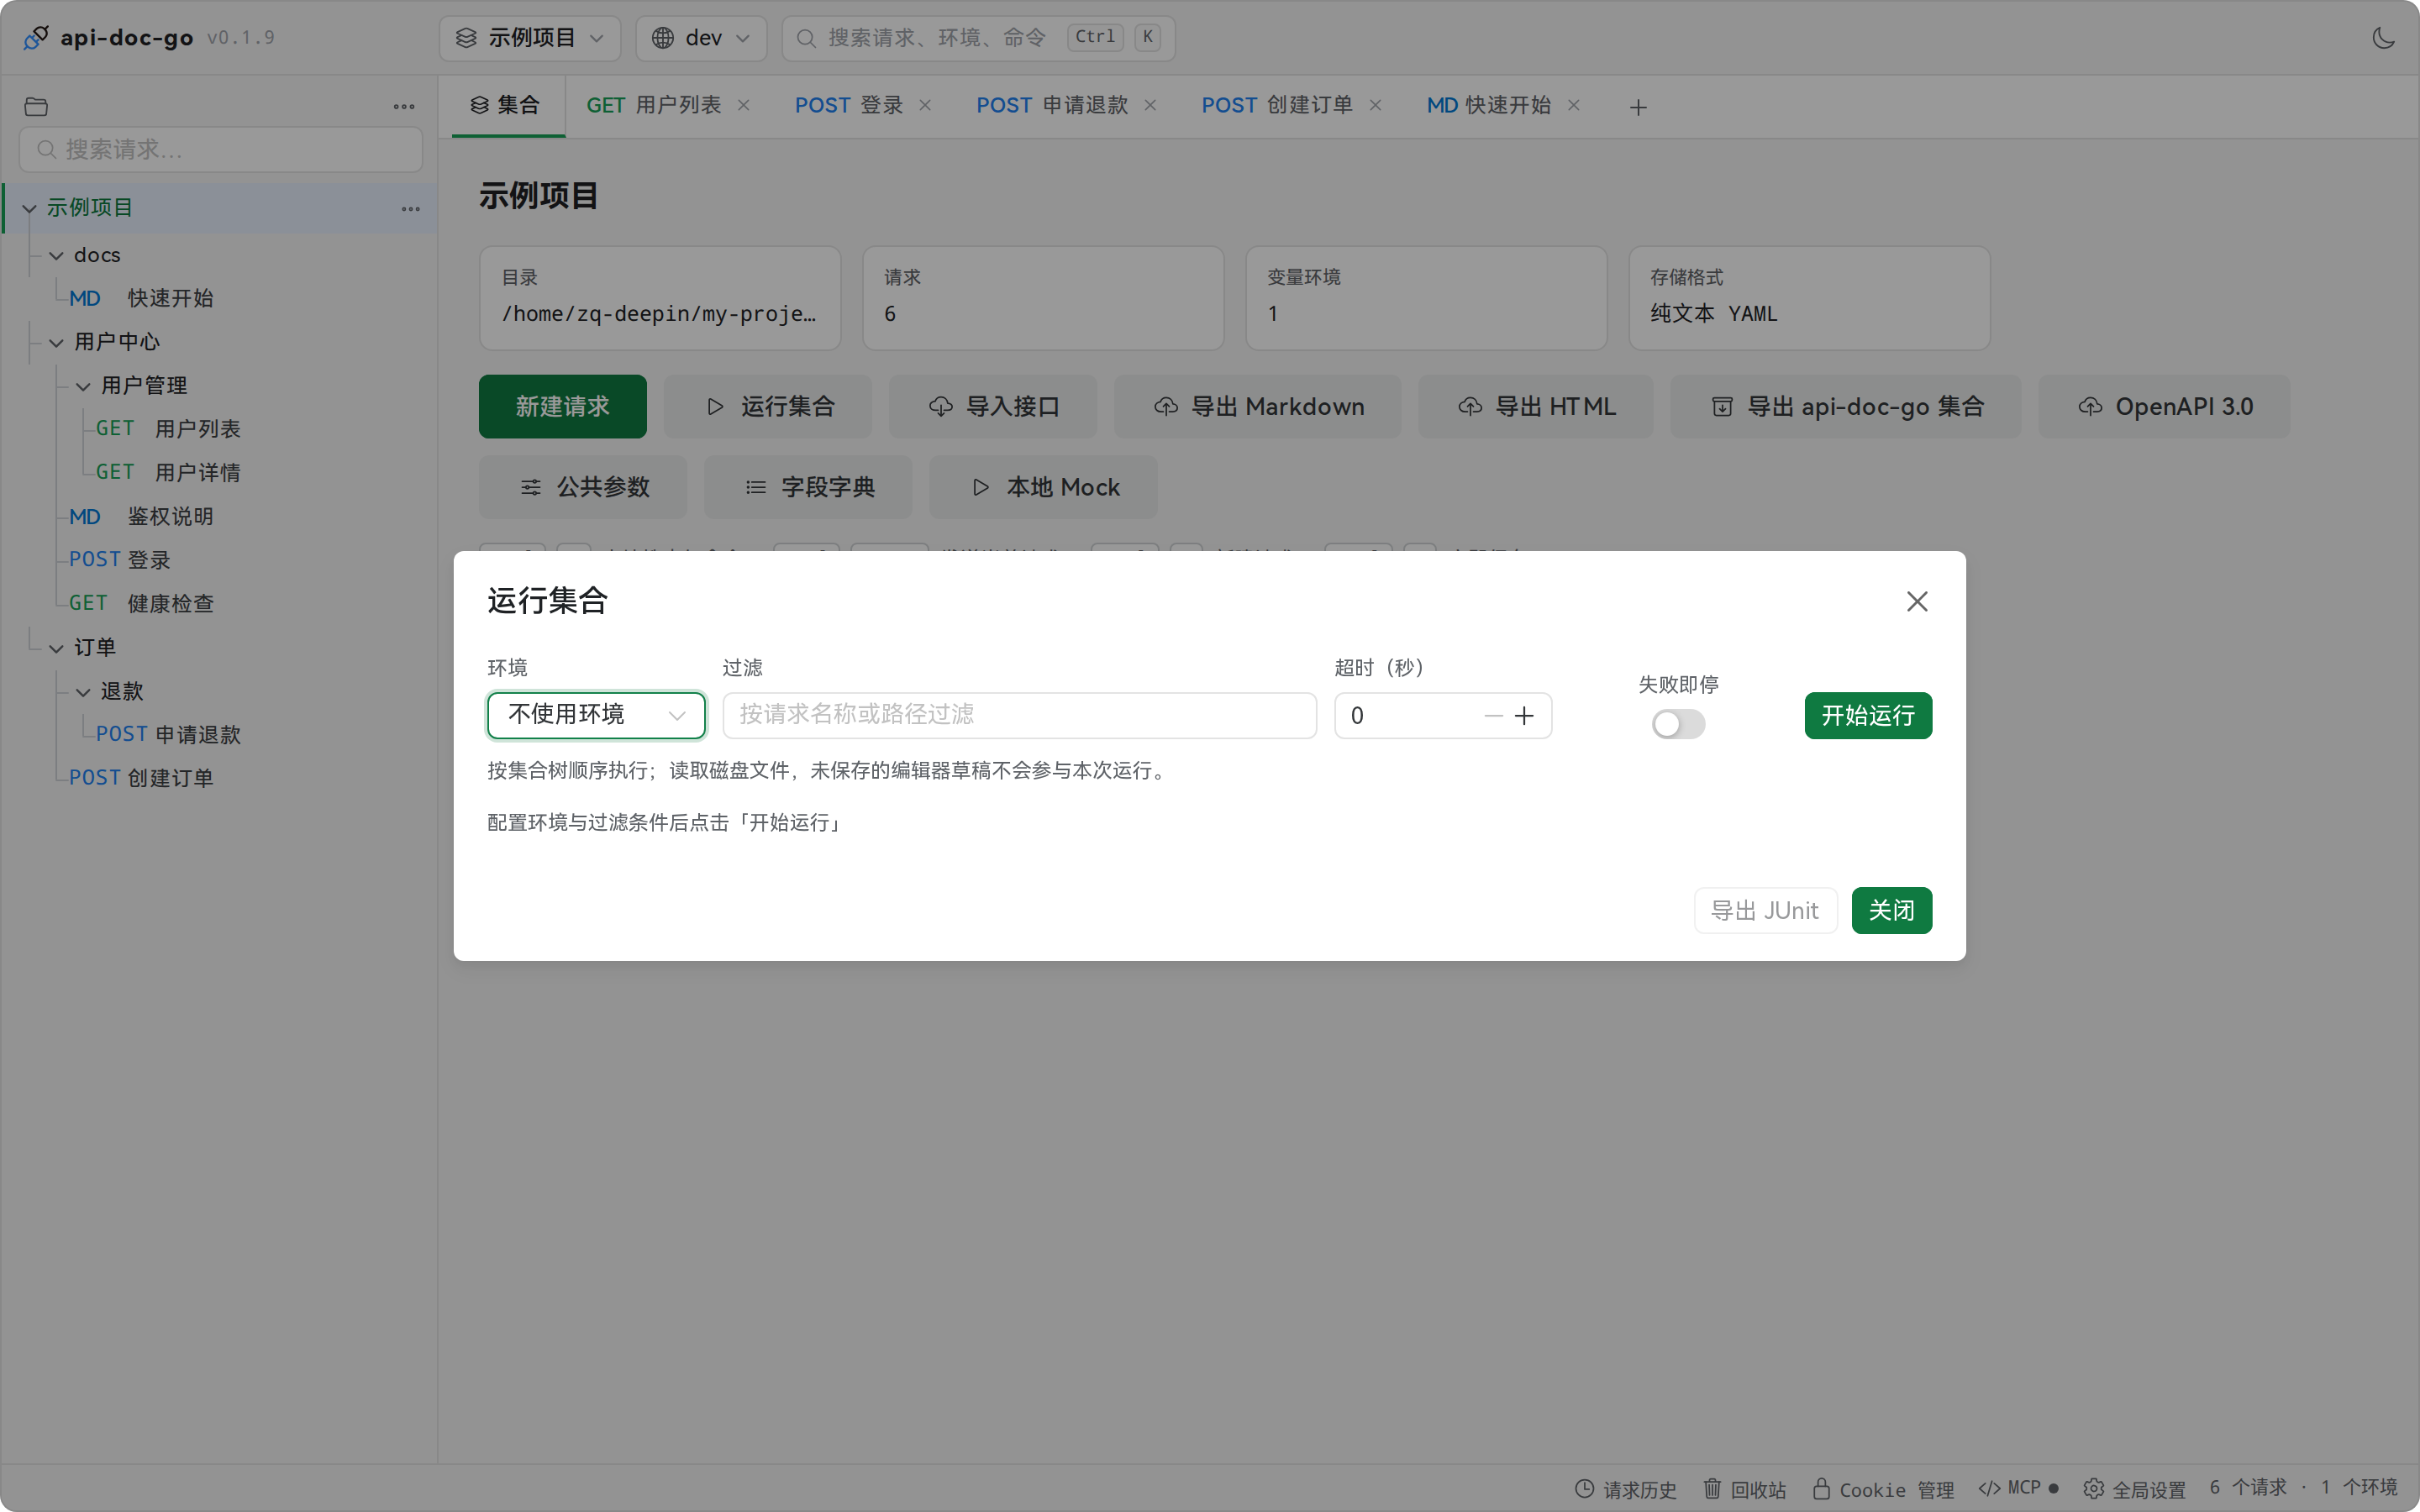 api-doc-go v0.1.9
示例项目
dev
搜索请求、环境、命令 Ctrl K
搜索请求...
示例项目
docs
MD 快速开始
用户中心
用户管理
GET 用户列表
GET 用户详情
MD 鉴权说明
POST 登录
GET 健康检查
订单
退款
POST 申请退款
POST 创建订单
集合
GET 用户列表
POST 登录
POST 申请退款
POST 创建订单
MD 快速开始
示例项目
目录
/home/zq-deepin/my-proje…
请求
6
变量环境
1
存储格式
纯文本 YAML
新建请求
运行集合
导入接口
导出 Markdown
导出 HTML
导出 api-doc-go 集合
OpenAPI 3.0
公共参数
字段字典
本地 Mock
运行集合
环境
不使用环境
过滤
按请求名称或路径过滤
超时（秒）
0
失败即停
开始运行
按集合树顺序执行；读取磁盘文件，未保存的编辑器草稿不会参与本次运行。
配置环境与过滤条件后点击「开始运行」
导出 JUnit
关闭
请求历史
回收站
Cookie 管理
MCP
全局设置
6 个请求 · 1 个环境